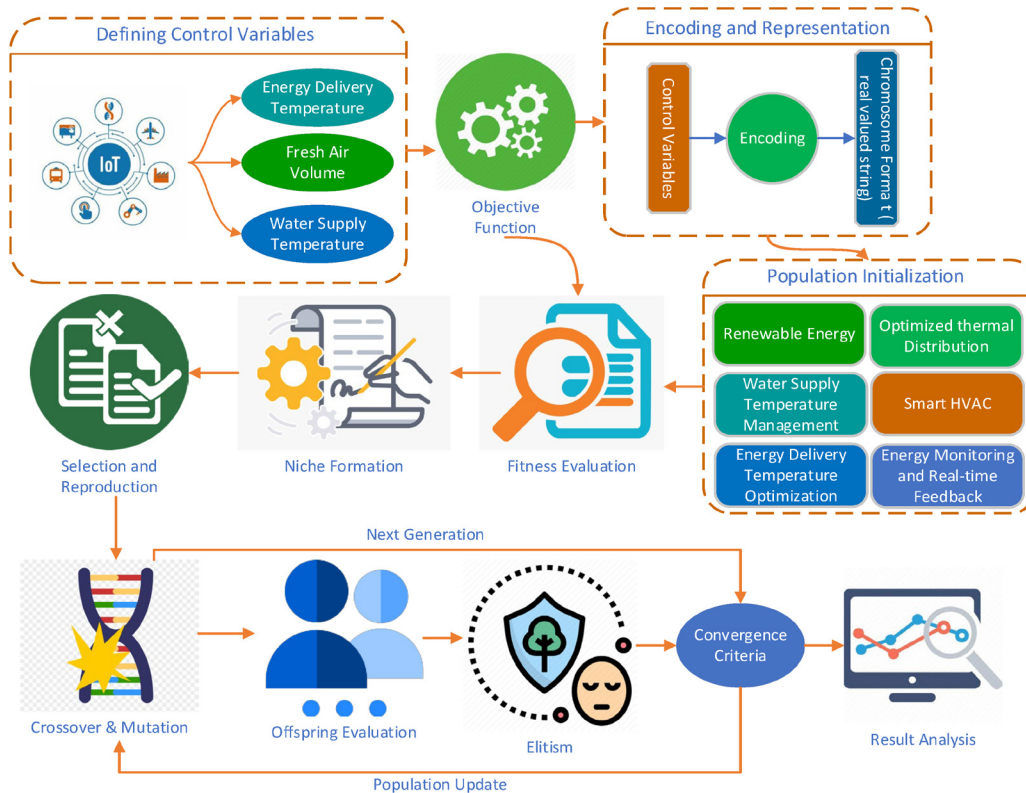 Defining Control Variables
IoT
Energy Delivery
Temperature
Fresh Air
Volume
Water Supply
Temperature
Objective
Function
Encoding and Representation
Control Variables
Encoding
Chromosome Forma t (
real valued string)
Population Initialization
Renewable Energy
Optimized thermal
Distribution
Water Supply
Temperature
Management
Smart HVAC
Energy Delivery
Temperature
Optimization
Energy Monitoring
and Real-time
Feedback
Fitness Evaluation
Niche Formation
Selection and
Reproduction
Next Generation
Crossover & Mutation
Offspring Evaluation
Elitism
Convergence
Criteria
Result Analysis
Population Update